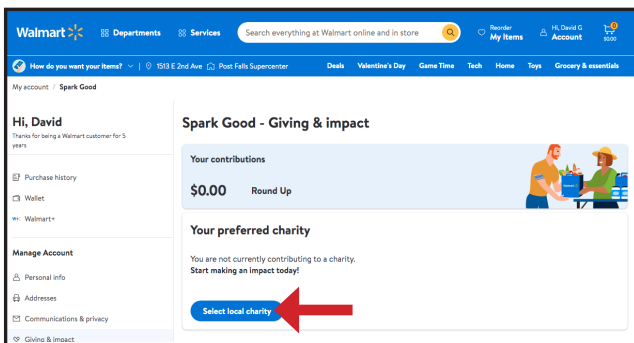 Walmart Departments Services Search everything at Walmart online and in store Reorder My Items Hi, David G Account 0 $0.00
How do you want your items? | 1513 E 2nd Ave Post Falls Supercenter Deals Valentine's Day Game Time Tech Home Toys Grocery & essentials
My account / Spark Good
Hi, David
Thanks for being a Walmart customer for 5
years
Purchase history
Wallet
W+ Walmart+
Manage Account
Personal info
Addresses
Communications & privacy
Giving & impact
Spark Good - Giving & impact
Your contributions
$0.00 Round Up
Your preferred charity
You are not currently contributing to a charity.
Start making an impact today!
Select local charity